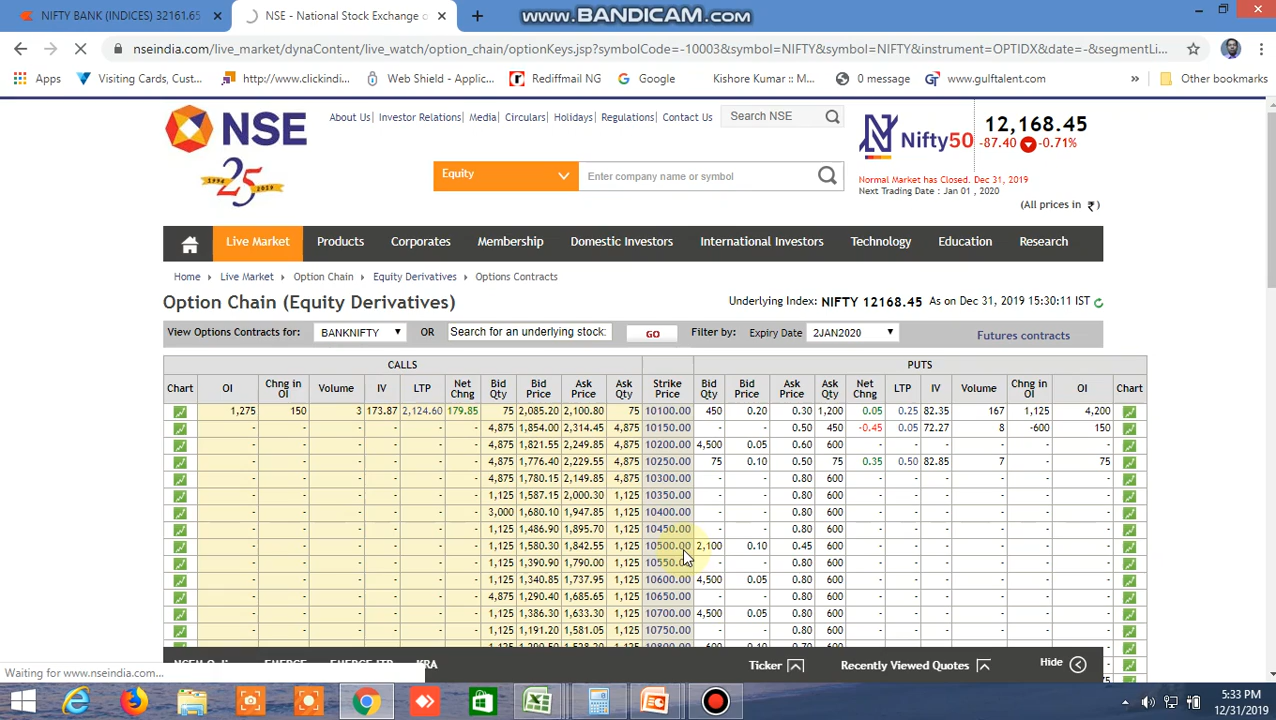 www.BANDICAM.com
NIFTY BANK (INDICES) 32161.65
NSE - National Stock Exchange o
nseindia.com/live_market/dynaContent/live_watch/option_chain/optionKeys.jsp?symbolCode=-10003&symbol=NIFTY&symbol=NIFTY&instrument=OPTIDX&date=-&segmentLi...
Apps Visiting Cards, Cust... http://www.clickindi... Web Shield - Applic... Rediffmail NG Google Kishore Kumar :: M... 0 message www.gulftalent.com » Other bookmarks
NSE
1994 25 2019
About Us| Investor Relations| Media| Circulars| Holidays| Regulations| Contact Us
Search NSE
Equity
Enter company name or symbol
Nifty50
12,168.45
-87.40 -0.71%
Normal Market has Closed. Dec 31, 2019
Next Trading Date : Jan 01 , 2020
(All prices in ₹)
Live Market Products Corporates Membership Domestic Investors International Investors Technology Education Research
Home Live Market Option Chain Equity Derivatives Options Contracts
Option Chain (Equity Derivatives)
Underlying Index: NIFTY 12168.45 As on Dec 31, 2019 15:30:11 IST
View Options Contracts for: BANKNIFTY OR Search for an underlying stock: GO Filter by: Expiry Date 2JAN2020 Futures contracts
CALLS PUTS
Chart OI Chng in OI Volume IV LTP Net Chng Bid Qty Bid Price Ask Price Ask Qty Strike Price Bid Qty Bid Price Ask Price Ask Qty Net Chng LTP IV Volume Chng in OI OI Chart
1,275 150 3 173.87 2,124.60 179.85 75 2,085.20 2,100.80 75 10100.00 450 0.20 0.30 1,200 0.05 0.25 82.35 167 1,125 4,200
- - - - - - 4,875 1,854.00 2,314.45 4,875 10150.00 - - 0.50 450 -0.45 0.05 72.27 8 -600 150
- - - - - - 4,875 1,821.55 2,249.85 4,875 10200.00 4,500 0.05 0.60 600 - - - - - -
- - - - - - 4,875 1,776.40 2,229.55 4,875 10250.00 75 0.10 0.50 75 0.35 0.50 82.85 7 - 75
- - - - - - 4,875 1,780.15 2,149.85 4,875 10300.00 - - 0.80 600 - - - - - -
- - - - - - 1,125 1,587.15 2,000.30 1,125 10350.00 - - 0.80 600 - - - - - -
- - - - - - 3,000 1,680.10 1,947.85 1,125 10400.00 - - 0.80 600 - - - - - -
- - - - - - 1,125 1,486.90 1,895.70 1,125 10450.00 - - 0.80 600 - - - - - -
- - - - - - 1,125 1,580.30 1,842.55 1,125 10500.00 2,100 0.10 0.45 600 - - - - - -
- - - - - - 1,125 1,390.90 1,790.00 1,125 10550.00 - - 0.80 600 - - - - - -
- - - - - - 1,125 1,340.85 1,737.95 1,125 10600.00 4,500 0.05 0.80 600 - - - - - -
- - - - - - 4,875 1,290.40 1,685.65 1,125 10650.00 - - 0.80 600 - - - - - -
- - - - - - 1,125 1,386.30 1,633.30 1,125 10700.00 4,500 0.05 0.80 600 - - - - - -
- - - - - - 1,125 1,191.20 1,581.05 1,125 10750.00 - - 0.80 600 - - - - - -
Ticker Recently Viewed Quotes Hide
Waiting for www.nseindia.com...
5:33 PM
12/31/2019